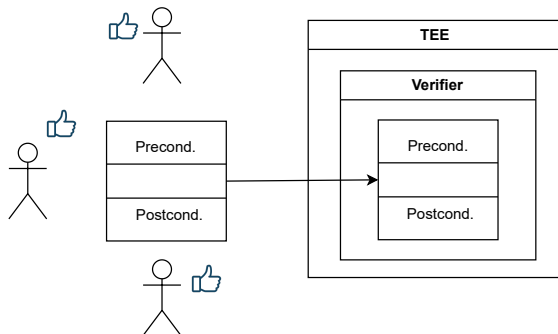 TEE
Verifier
Precond.
Postcond.
Precond.
Postcond.